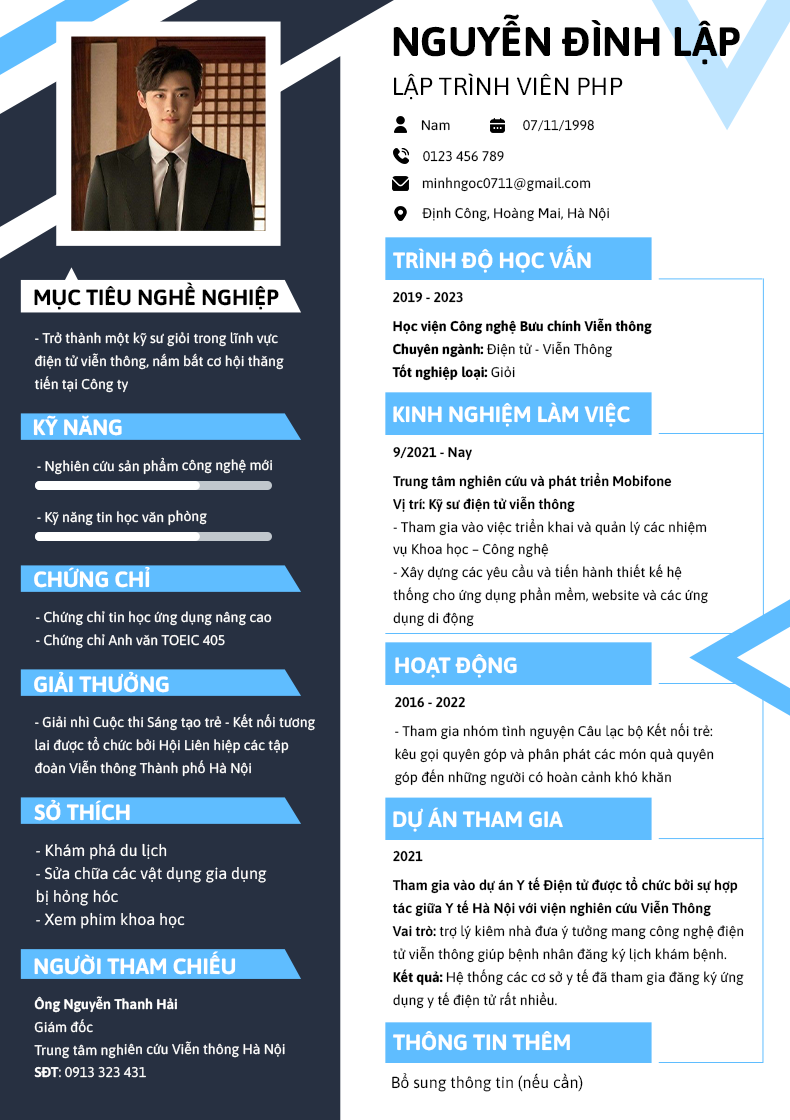 NGUYỄN ĐÌNH LẬP
LẬP TRÌNH VIÊN PHP
Nam 07/11/1998
0123 456 789
minhngoc0711@gmail.com
Định Công, Hoàng Mai, Hà Nội
MỤC TIÊU NGHỀ NGHIỆP
- Trở thành một kỹ sư giỏi trong lĩnh vực
điện tử viễn thông, nắm bắt cơ hội thăng
tiến tại Công ty
KỸ NĂNG
- Nghiên cứu sản phẩm công nghệ mới
- Kỹ năng tin học văn phòng
CHỨNG CHỈ
- Chứng chỉ tin học ứng dụng nâng cao
- Chứng chỉ Anh văn TOEIC 405
GIẢI THƯỞNG
- Giải nhì Cuộc thi Sáng tạo trẻ - Kết nối tương
lai được tổ chức bởi Hội Liên hiệp các tập
đoàn Viễn thông Thành phố Hà Nội
SỞ THÍCH
- Khám phá du lịch
- Sửa chữa các vật dụng gia dụng
bị hỏng hóc
- Xem phim khoa học
NGƯỜI THAM CHIẾU
Ông Nguyễn Thanh Hải
Giám đốc
Trung tâm nghiên cứu Viễn thông Hà Nội
SĐT: 0913 323 431
TRÌNH ĐỘ HỌC VẤN
2019 - 2023
Học viện Công nghệ Bưu chính Viễn thông
Chuyên ngành: Điện tử - Viễn Thông
Tốt nghiệp loại: Giỏi
KINH NGHIỆM LÀM VIỆC
9/2021 - Nay
Trung tâm nghiên cứu và phát triển Mobifone
Vị trí: Kỹ sư điện tử viễn thông
- Tham gia vào việc triển khai và quản lý các nhiệm
vụ Khoa học – Công nghệ
- Xây dựng các yêu cầu và tiến hành thiết kế hệ
thống cho ứng dụng phần mềm, website và các ứng
dụng di động
HOẠT ĐỘNG
2016 - 2022
- Tham gia nhóm tình nguyện Câu lạc bộ Kết nối trẻ:
kêu gọi quyên góp và phân phát các món quà quyên
góp đến những người có hoàn cảnh khó khăn
DỰ ÁN THAM GIA
2021
Tham gia vào dự án Y tế Điện tử được tổ chức bởi sự hợp
tác giữa Y tế Hà Nội với viện nghiên cứu Viễn Thông
Vai trò: trợ lý kiêm nhà đưa ý tưởng mang công nghệ điện
tử viễn thông giúp bệnh nhân đăng ký lịch khám bệnh.
Kết quả: Hệ thống các cơ sở y tế đã tham gia đăng ký ứng
dụng y tế điện tử rất nhiều.
THÔNG TIN THÊM
Bổ sung thông tin (nếu cần)